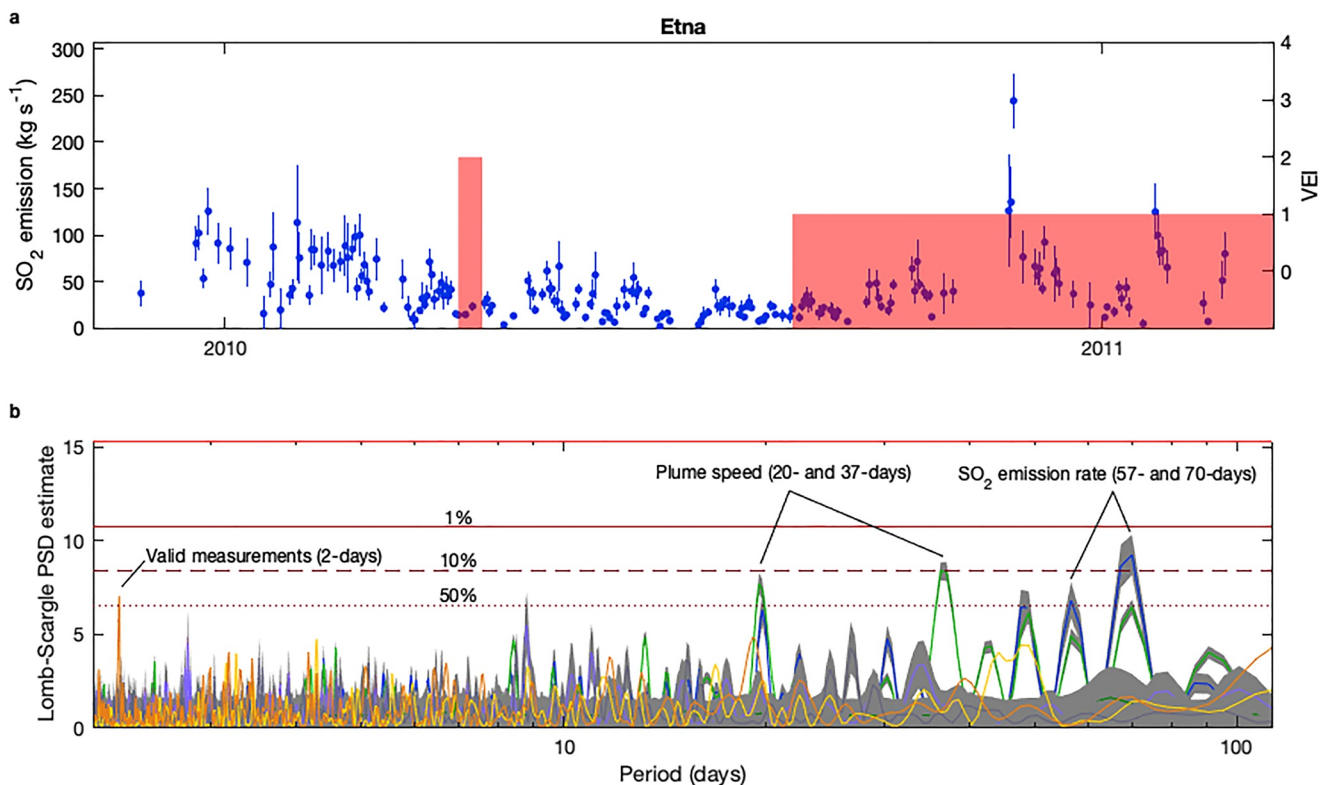 a
Etna
300
250
200
150
100
50
0
SO₂ emission (kg s⁻¹)
4
3
2
1
0
VEI
2010
2011
b
15
10
5
0
Lomb-Scargle PSD estimate
Plume speed (20- and 37-days)
SO₂ emission rate (57- and 70-days)
1%
Valid measurements (2-days)
10%
50%
10
100
Period (days)